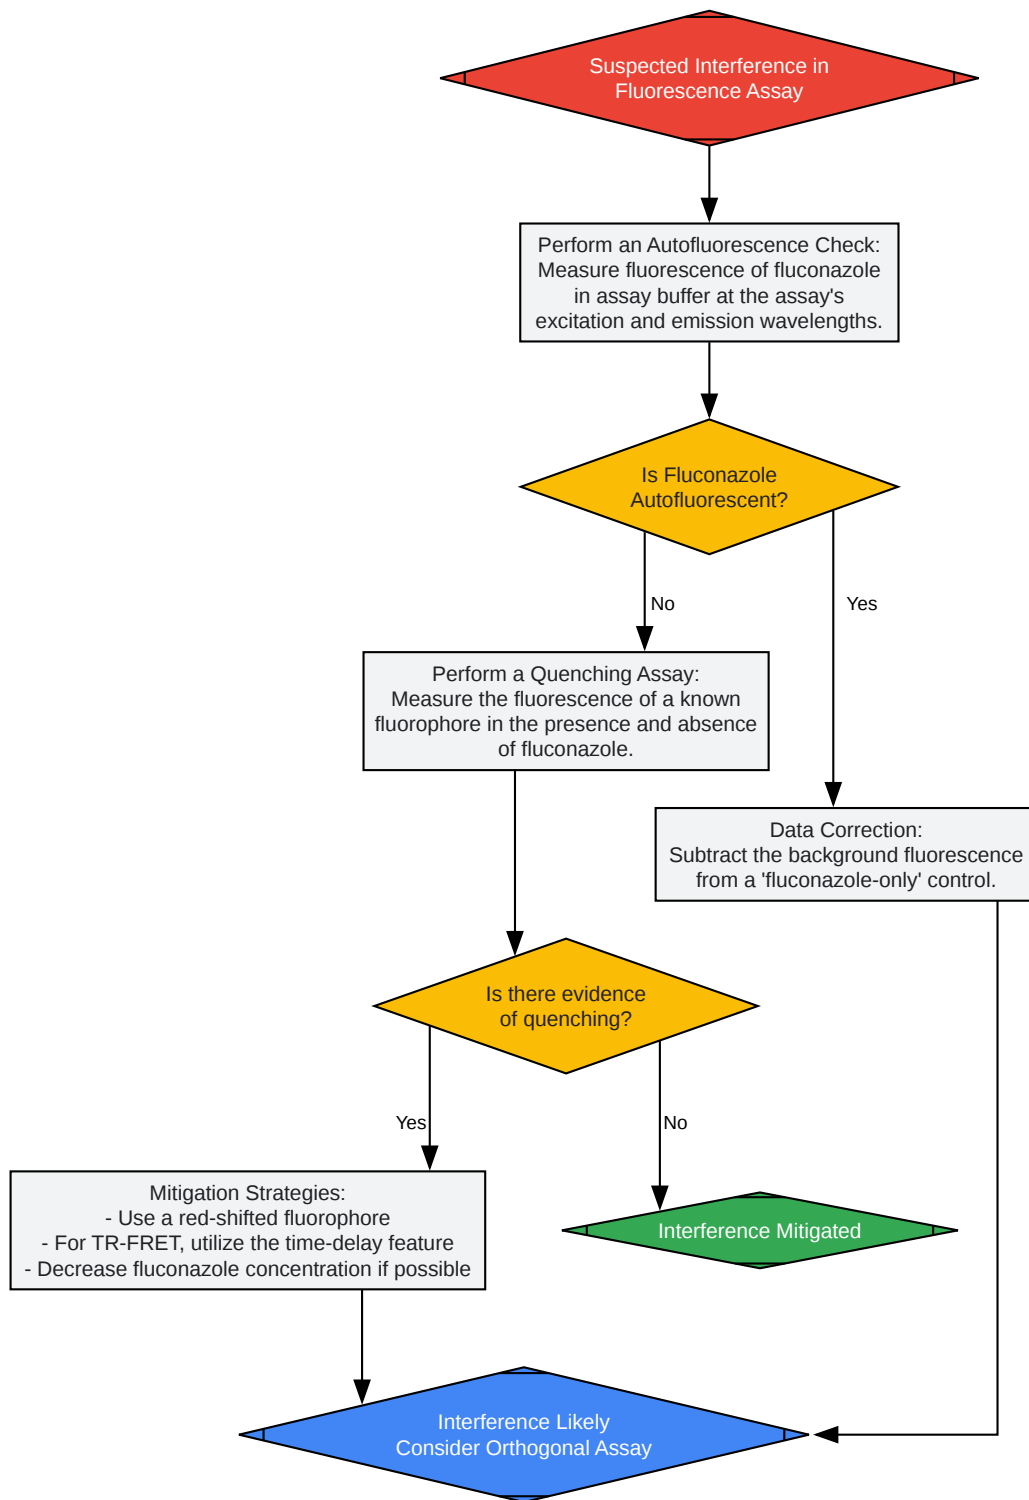 Suspected Interference in
Fluorescence Assay
Perform an Autofluorescence Check:
Measure fluorescence of fluconazole
in assay buffer at the assay's
excitation and emission wavelengths.
Is Fluconazole
Autofluorescent?
No
Yes
Perform a Quenching Assay:
Measure the fluorescence of a known
fluorophore in the presence and absence
of fluconazole.
Data Correction:
Subtract the background fluorescence
from a 'fluconazole-only' control.
Is there evidence
of quenching?
Yes
No
Mitigation Strategies:
- Use a red-shifted fluorophore
- For TR-FRET, utilize the time-delay feature
- Decrease fluconazole concentration if possible
Interference Mitigated
Interference Likely
Consider Orthogonal Assay